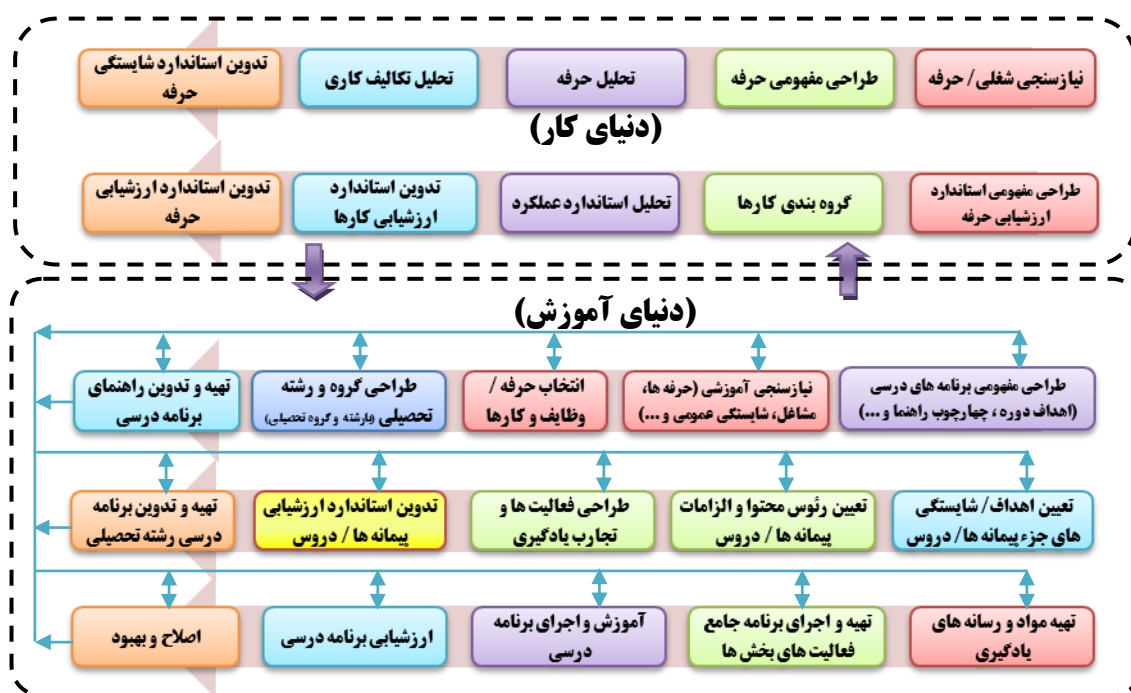 نیازسنجی شغلی / حرفه
طراحی مفهومی حرفه
تحلیل حرفه
تحلیل تکالیف کاری
تدوین استاندارد شایستگی
حرفه
(دنیای کار)
طراحی مفهومی استاندارد
ارزشیابی حرفه
گروه بندی کارها
تحلیل استاندارد عملکرد
تدوین استاندارد
ارزشیابی کارها
تدوین استاندارد ارزشیابی
حرفه
(دنیای آموزش)
طراحی مفهومی برنامه های درسی
(اهداف دوره ، چهارچوب راهنما و ...)
نیازسنجی آموزشی (حرفه ها،
مشاغل، شایستگی عمومی و ...)
انتخاب حرفه /
وظایف و کارها
طراحی گروه و رشته
تحصیلی (بارشته و گروه تحصیلی)
تهیه و تدوین راهنمای
برنامه درسی
تعیین اهداف/ شایستگی
های جزء پیمانه ها/ دروس
تعیین رئوس محتوا و الزامات
پیمانه ها / دروس
طراحی فعالیت ها و
تجارب یادگیری
تدوین استاندارد ارزشیابی
پیمانه ها / دروس
تهیه و تدوین برنامه
درسی رشته تحصیلی
تهیه مواد و رسانه های
یادگیری
تهیه و اجرای برنامه جامع
فعالیت های بخش ها
آموزش و اجرای برنامه
درسی
ارزشیابی برنامه درسی
اصلاح و بهبود